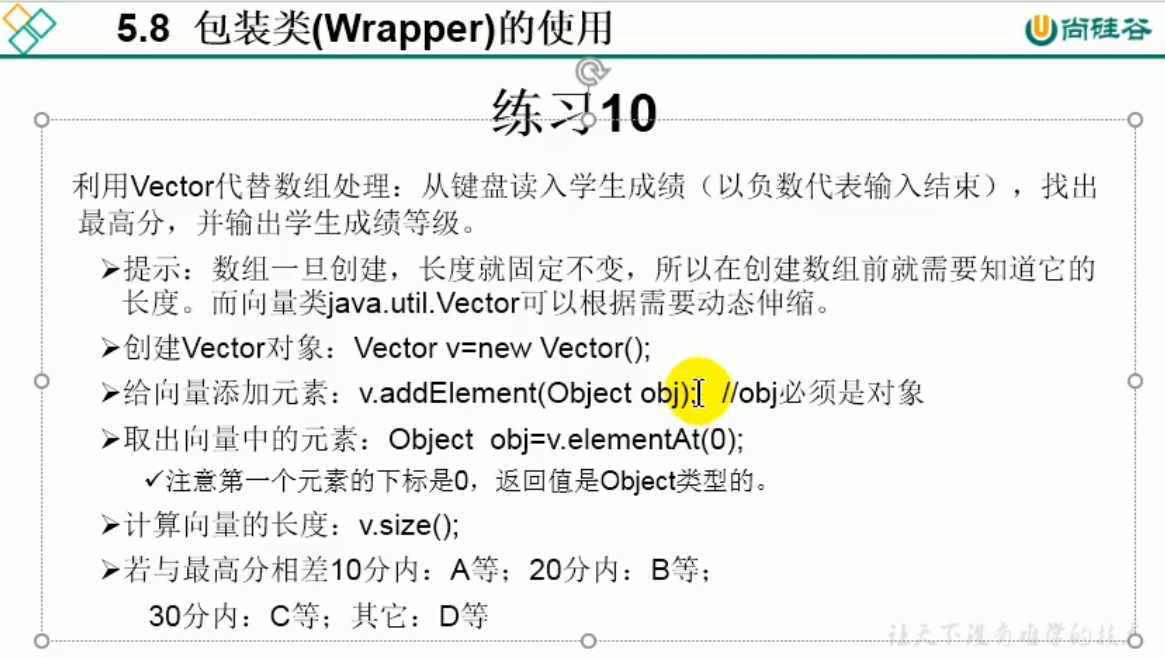 5.8 包装类(Wrapper)的使用
尚硅谷
练习10
利用Vector代替数组处理：从键盘读入学生成绩（以负数代表输入结束），找出
最高分，并输出学生成绩等级。
➢提示：数组一旦创建，长度就固定不变，所以在创建数组前就需要知道它的
长度。而向量类java.util.Vector可以根据需要动态伸缩。
➢创建Vector对象：Vector v=new Vector();
➢给向量添加元素：v.addElement(Object obj); //obj必须是对象
➢取出向量中的元素：Object obj=v.elementAt(0);
✓注意第一个元素的下标是0，返回值是Object类型的。
➢计算向量的长度：v.size();
➢若与最高分相差10分内：A等；20分内：B等；
30分内：C等；其它：D等
让天下没有难学的技术